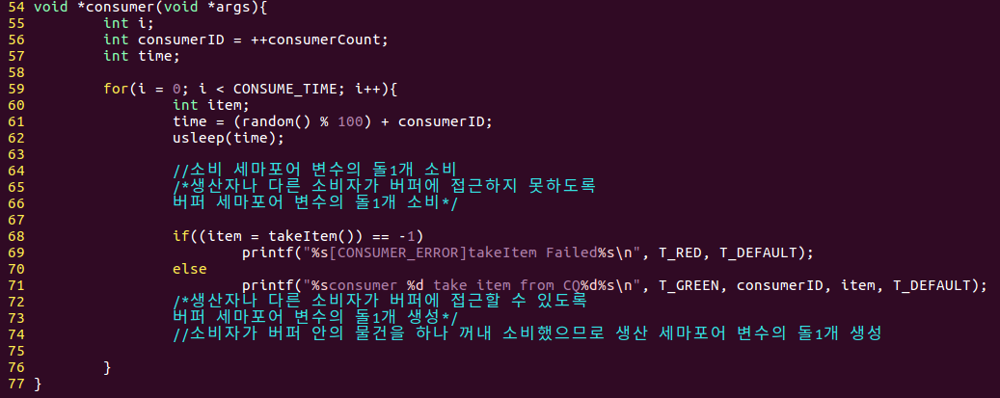 54 void *consumer(void *args){
55         int i;
56         int consumerID = ++consumerCount;
57         int time;
58
59         for(i = 0; i < CONSUME_TIME; i++){
60                 int item;
61                 time = (random() % 100) + consumerID;
62                 usleep(time);
63
64                 //소비 세마포어 변수의 돌1개 소비
65                 /*생산자나 다른 소비자가 버퍼에 접근하지 못하도록
66                 버퍼 세마포어 변수의 돌1개 소비*/
67
68                 if((item = takeItem()) == -1)
69                         printf("%s[CONSUMER_ERROR]takeItem Failed%s\n", T_RED, T_DEFAULT);
70                 else
71                         printf("%sconsumer %d take item from CQ%d%s\n", T_GREEN, consumerID, item, T_DEFAULT);
72                 /*생산자나 다른 소비자가 버퍼에 접근할 수 있도록
73                 버퍼 세마포어 변수의 돌1개 생성*/
74                 //소비자가 버퍼 안의 물건을 하나 꺼내 소비했으므로 생산 세마포어 변수의 돌1개 생성
75
76         }
77 }